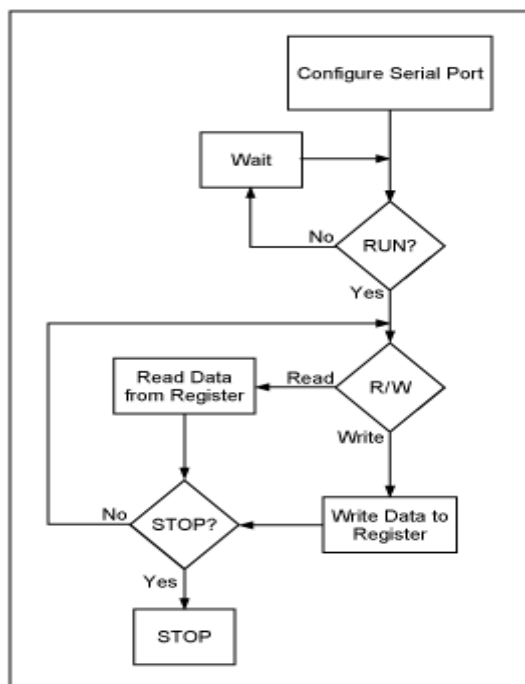 Configure Serial Port
Wait
No
RUN?
Yes
Read Data
from Register
Read
R/W
Write
No
STOP?
Write Data to
Register
Yes
STOP